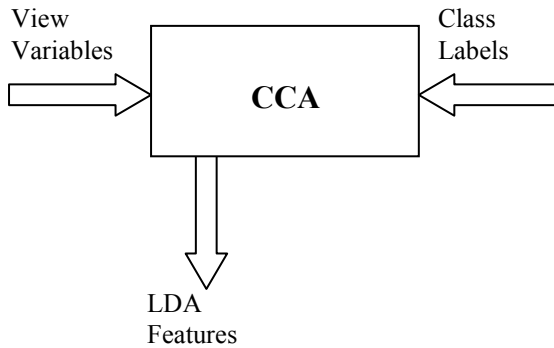 View
Variables
Class
Labels
CCA
LDA
Features